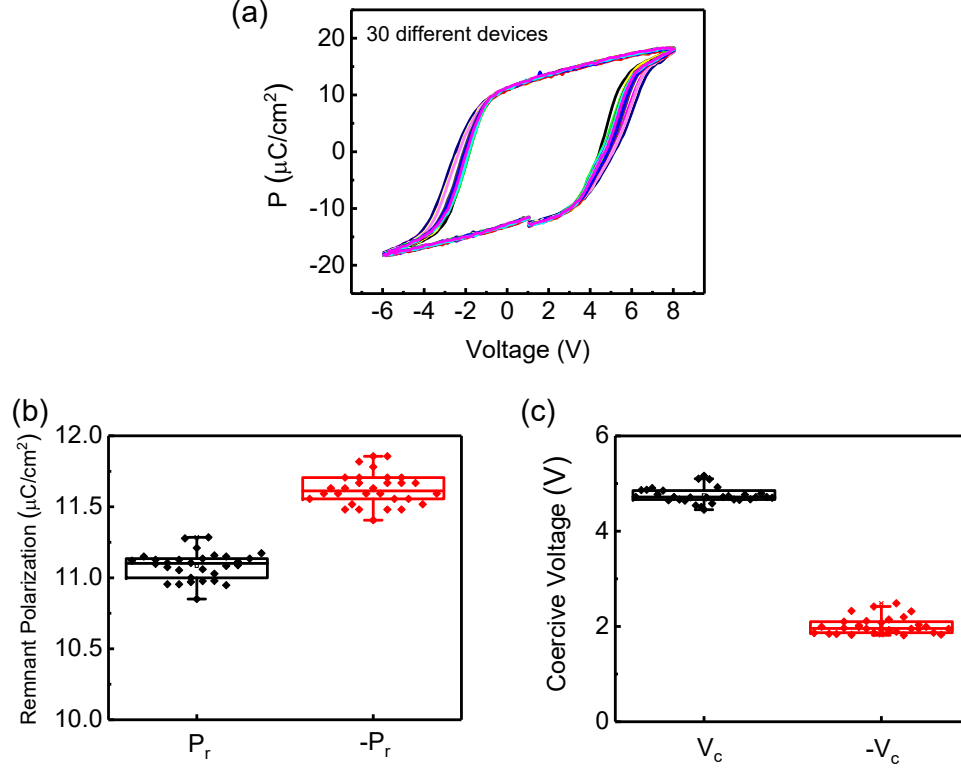 (a)
30 different devices
P (μC/cm²)
20
10
0
-10
-20
-6 -4 -2 0 2 4 6 8
Voltage (V)
(b)
Remnant Polarization (μC/cm²)
12.0
11.5
11.0
10.5
10.0
Pᵣ -Pᵣ
(c)
Coercive Voltage (V)
6
4
2
0
V_c -V_c